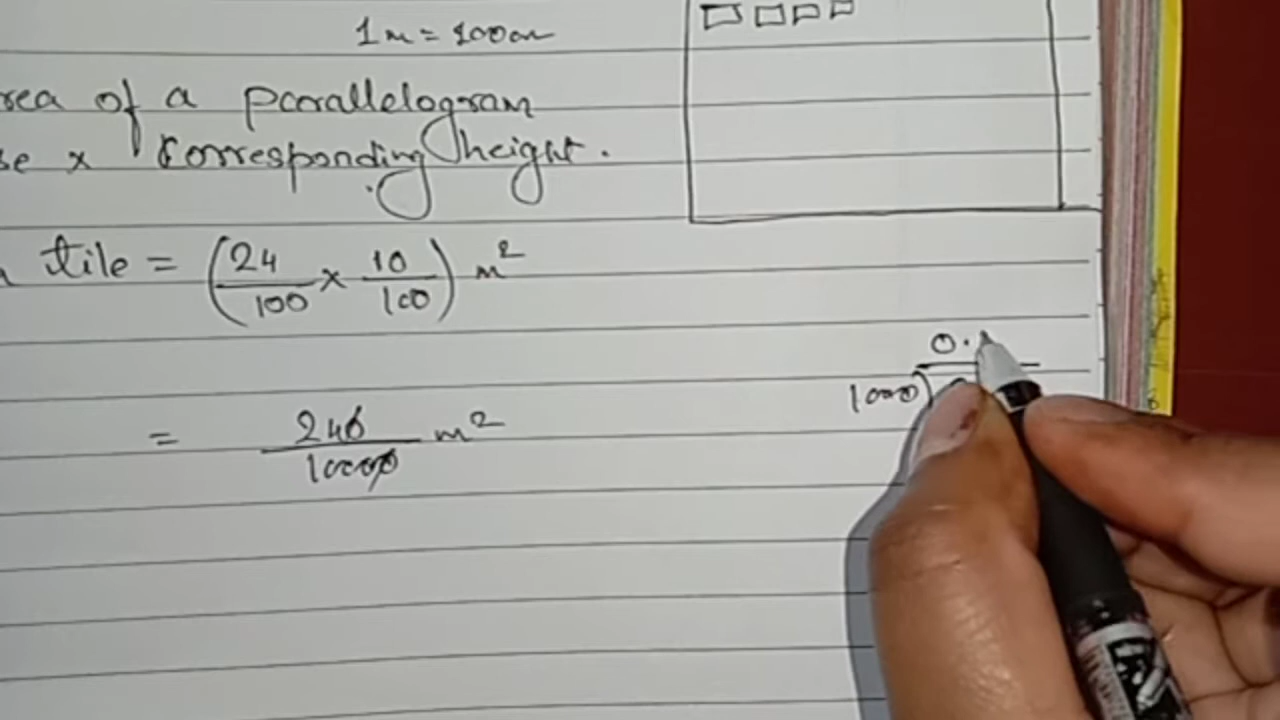 1m = 100cm
rea of a parallelogram
se × corresponding height.
tile = (24/100 × 10/100) m²
0.
1000)
= 240/10000 m²